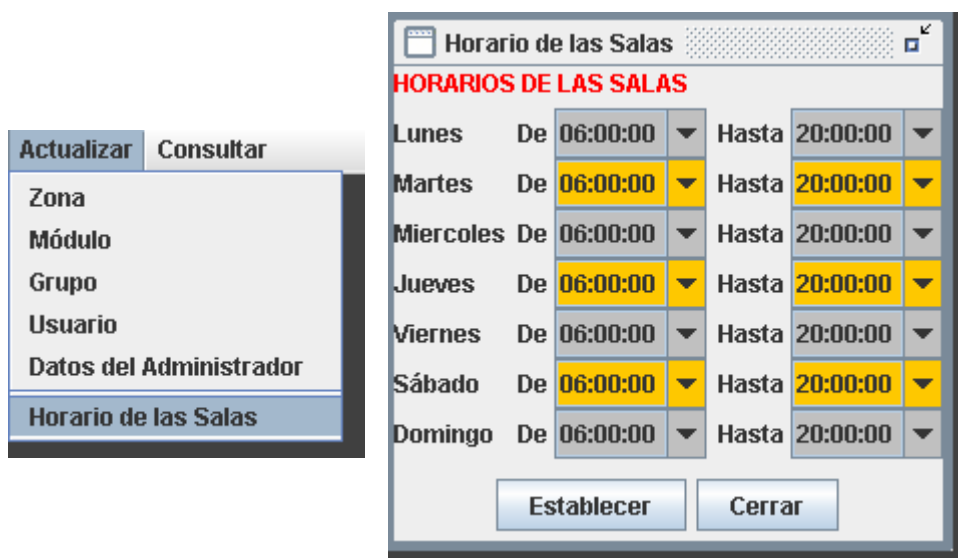 Actualizar Consultar
Zona
Módulo
Grupo
Usuario
Datos del Administrador
Horario de las Salas
Horario de las Salas
HORARIOS DE LAS SALAS
Lunes De 06:00:00 Hasta 20:00:00
Martes De 06:00:00 Hasta 20:00:00
Miercoles De 06:00:00 Hasta 20:00:00
Jueves De 06:00:00 Hasta 20:00:00
Viernes De 06:00:00 Hasta 20:00:00
Sábado De 06:00:00 Hasta 20:00:00
Domingo De 06:00:00 Hasta 20:00:00
Establecer Cerrar